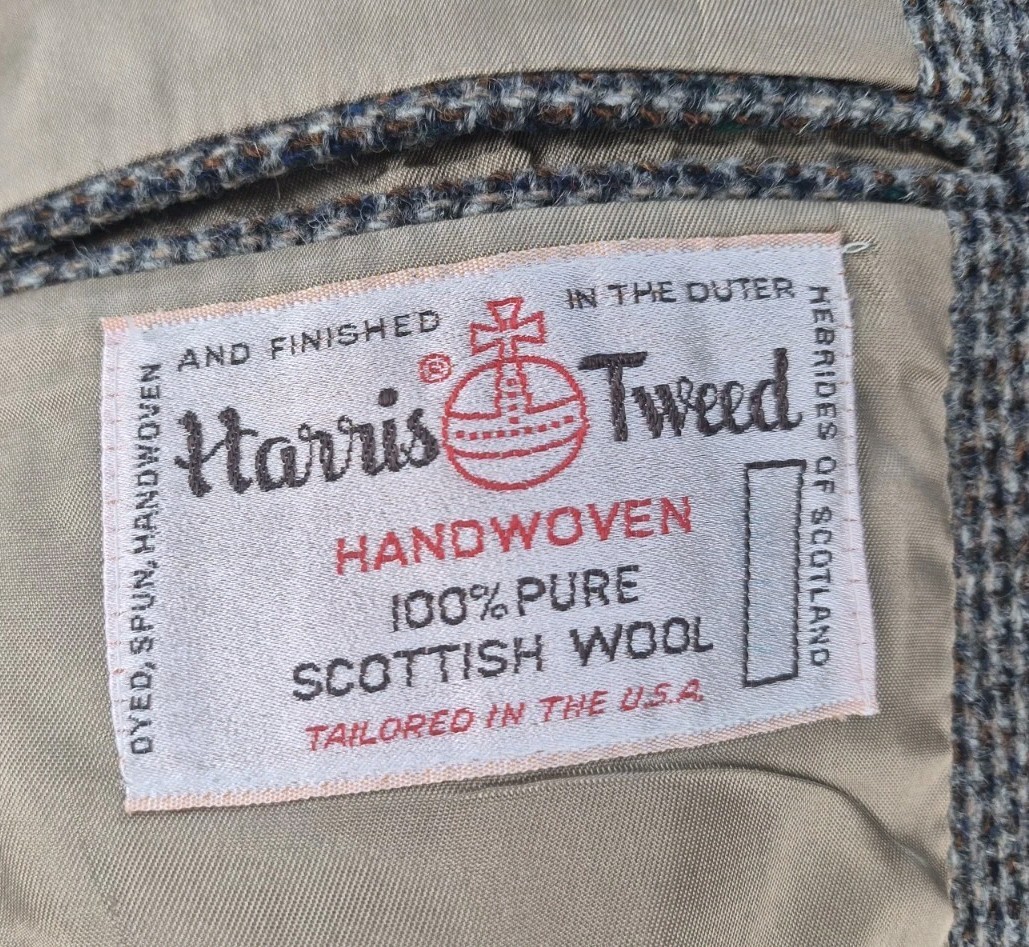 DYED, SPUN, HANDWOVEN
AND FINISHED
IN THE OUTER
HEBRIDES OF SCOTLAND
Harris ® Tweed
HANDWOVEN
100% PURE
SCOTTISH WOOL
TAILORED IN THE U.S.A.